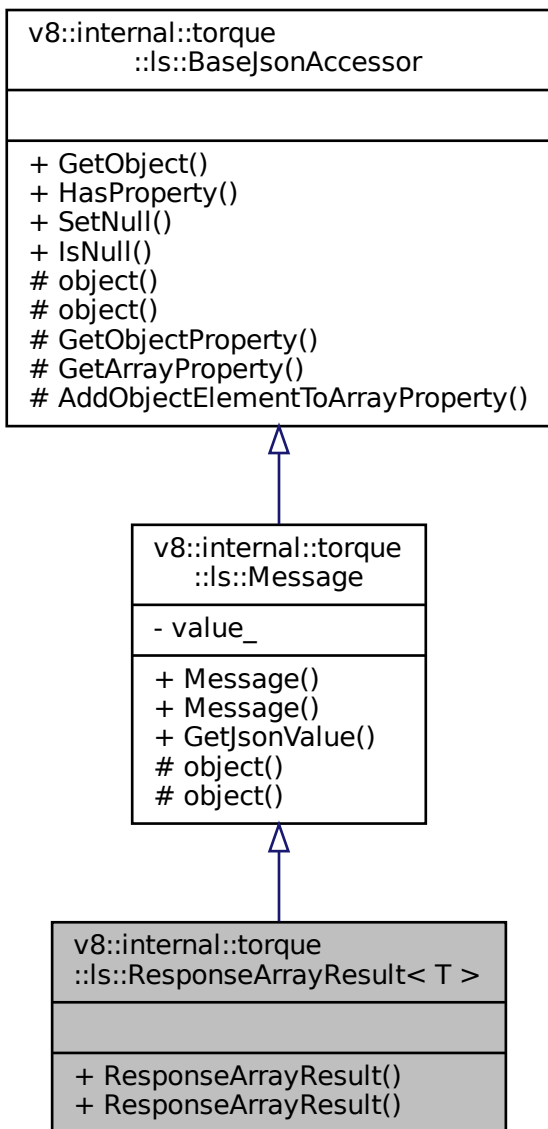 v8::internal::torque
::ls::BaseJsonAccessor
+ GetObject()
+ HasProperty()
+ SetNull()
+ IsNull()
# object()
# object()
# GetObjectProperty()
# GetArrayProperty()
# AddObjectElementToArrayProperty()
v8::internal::torque
::ls::Message
- value_
+ Message()
+ Message()
+ GetJsonValue()
# object()
# object()
v8::internal::torque
::ls::ResponseArrayResult< T >
+ ResponseArrayResult()
+ ResponseArrayResult()